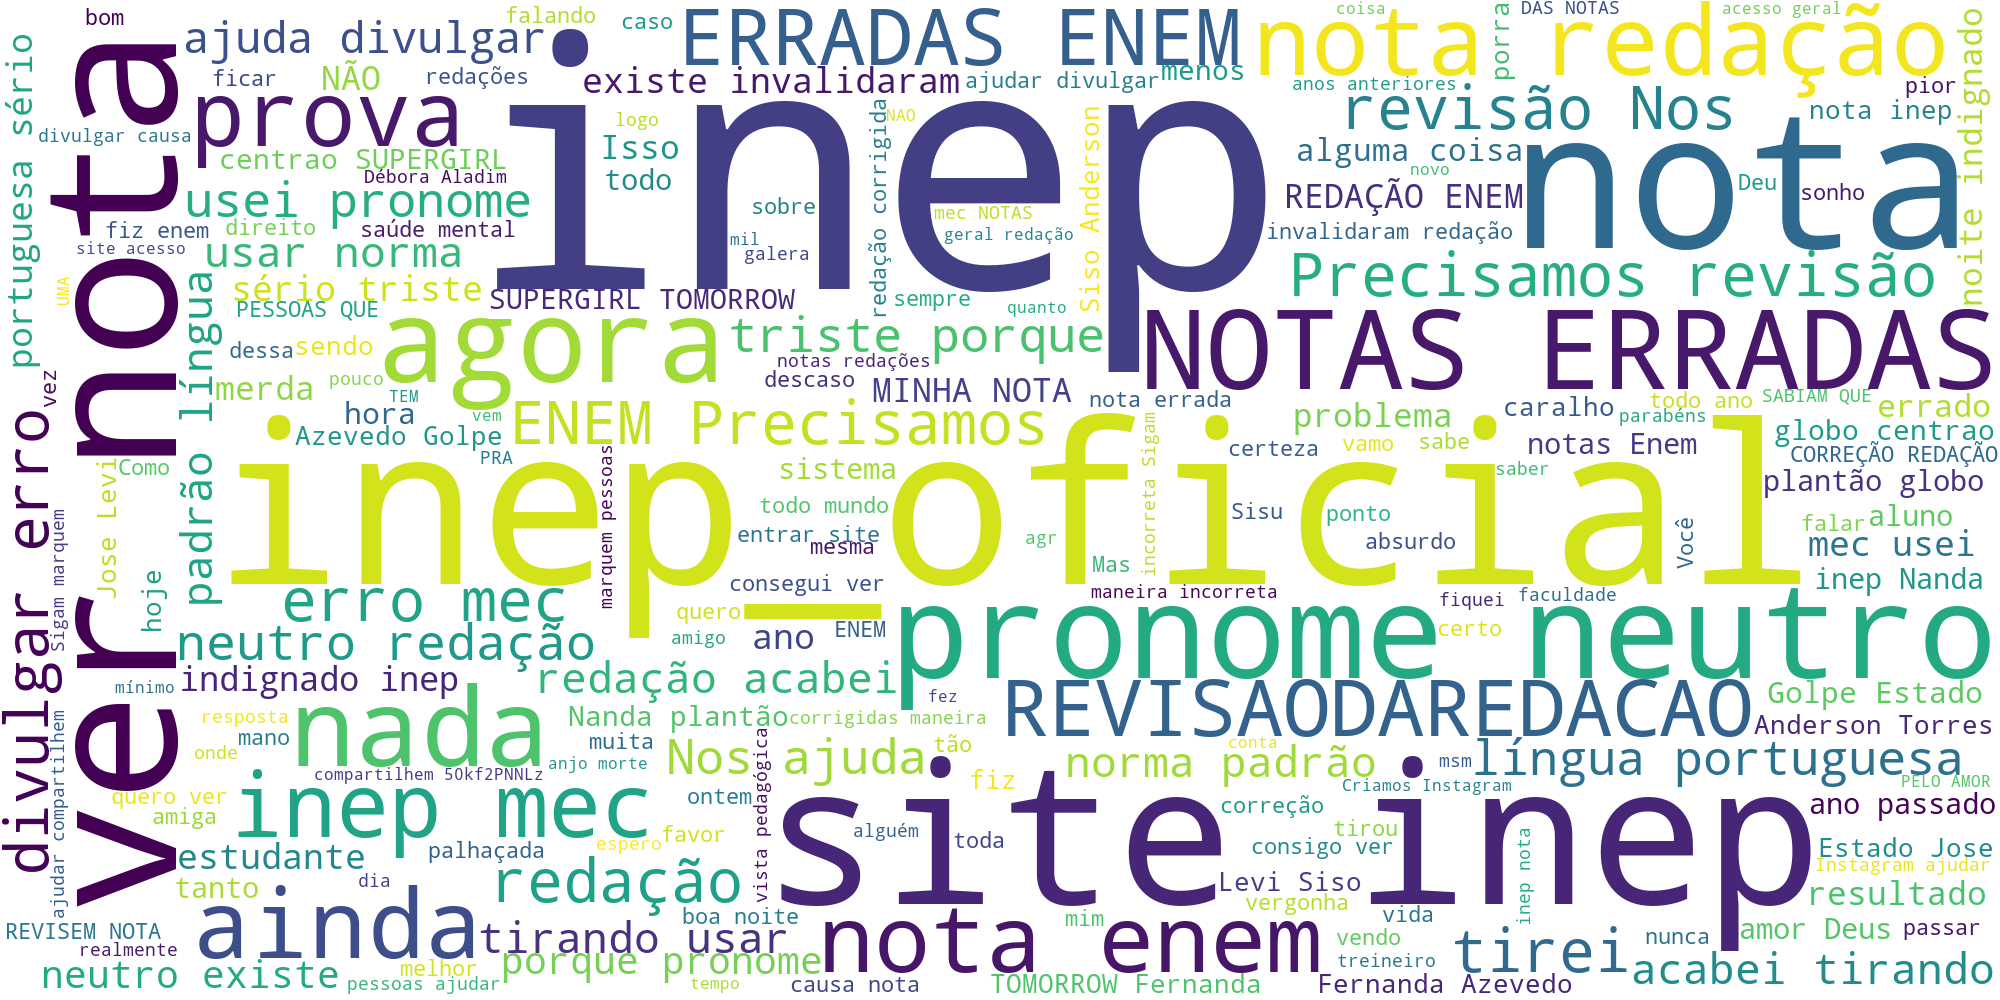 inep
inep_oficial
site inep
ver nota
nota
pronome neutro
NOTAS ERRADAS
nota redação
ERRADAS ENEM
agora
prova
nada
ainda
inep mec
nota enem
REVISAODAREDACAO
redação
tirei
Precisamos revisão
revisão Nos
ENEM Precisamos
divulgar erro
erro mec
neutro redação
língua portuguesa
Nos ajuda
usei pronome
triste porque
ajuda divulgar
usar norma
padrão língua
norma padrão
redação acabei
acabei tirando
tirando usar
porque pronome
neutro existe
existe invalidaram
portuguesa sério
sério triste
noite indignado
indignado inep
REDAÇÃO ENEM
MINHA NOTA
alguma coisa
mec usei
inep Nanda
Nanda plantão
plantão globo
globo centrao
centrao SUPERGIRL
SUPERGIRL TOMORROW
TOMORROW Fernanda
Fernanda Azevedo
Azevedo Golpe
Golpe Estado
Estado Jose
Jose Levi
Levi Siso
Siso Anderson
Anderson Torres
Isso
todo
NÃO
merda
hora
ano
sistema
problema
errado
aluno
notas Enem
caralho
estudante
tanto
resultado
ano passado
amor Deus
hoje
fiz
menos
porra
nota inep
invalidaram redação
ajudar divulgar
redação corrigida
anos anteriores
pior
Deu
sonho
novo
DAS NOTAS
acesso geral
coisa
caso
falando
bom
ficar
redações
divulgar causa
Débora Aladim
fiz enem
direito
saúde mental
site acesso
UMA
PESSOAS QUE
dessa
sendo
pouco
TEM
vez
logo
NAO
sobre
mil
galera
mec NOTAS
geral redação
sempre
quanto
notas redações
descaso
nota errada
vem
PRA
Como
Sigam marquem
marquem pessoas
todo mundo
entrar site
mesma
consegui ver
quero
amigo
ENEM
agr
Mas
maneira incorreta
incorreta Sigam
certeza
vamo
sabe
Sisu
ponto
absurdo
saber
parabéns
todo ano
SABIAM QUE
CORREÇÃO REDAÇÃO
falar
Você
fiquei
faculdade
certo
mínimo
resposta
mano
onde
muita
corrigidas maneira
fez
tão
anjo morte
compartilhem 5Okf2PNNLz
ajudar compartilhem
quero ver
amiga
palhaçada
ontem
favor
espero
vista pedagógica
alguém
toda
conta
msm
Criamos Instagram
correção
tirou
consigo ver
PELO AMOR
Instagram ajudar
inep nota
vergonha
vida
mim
vendo
treineiro
nunca
passar
dia
boa noite
REVISEM NOTA
realmente
melhor
pessoas ajudar
tempo
causa nota